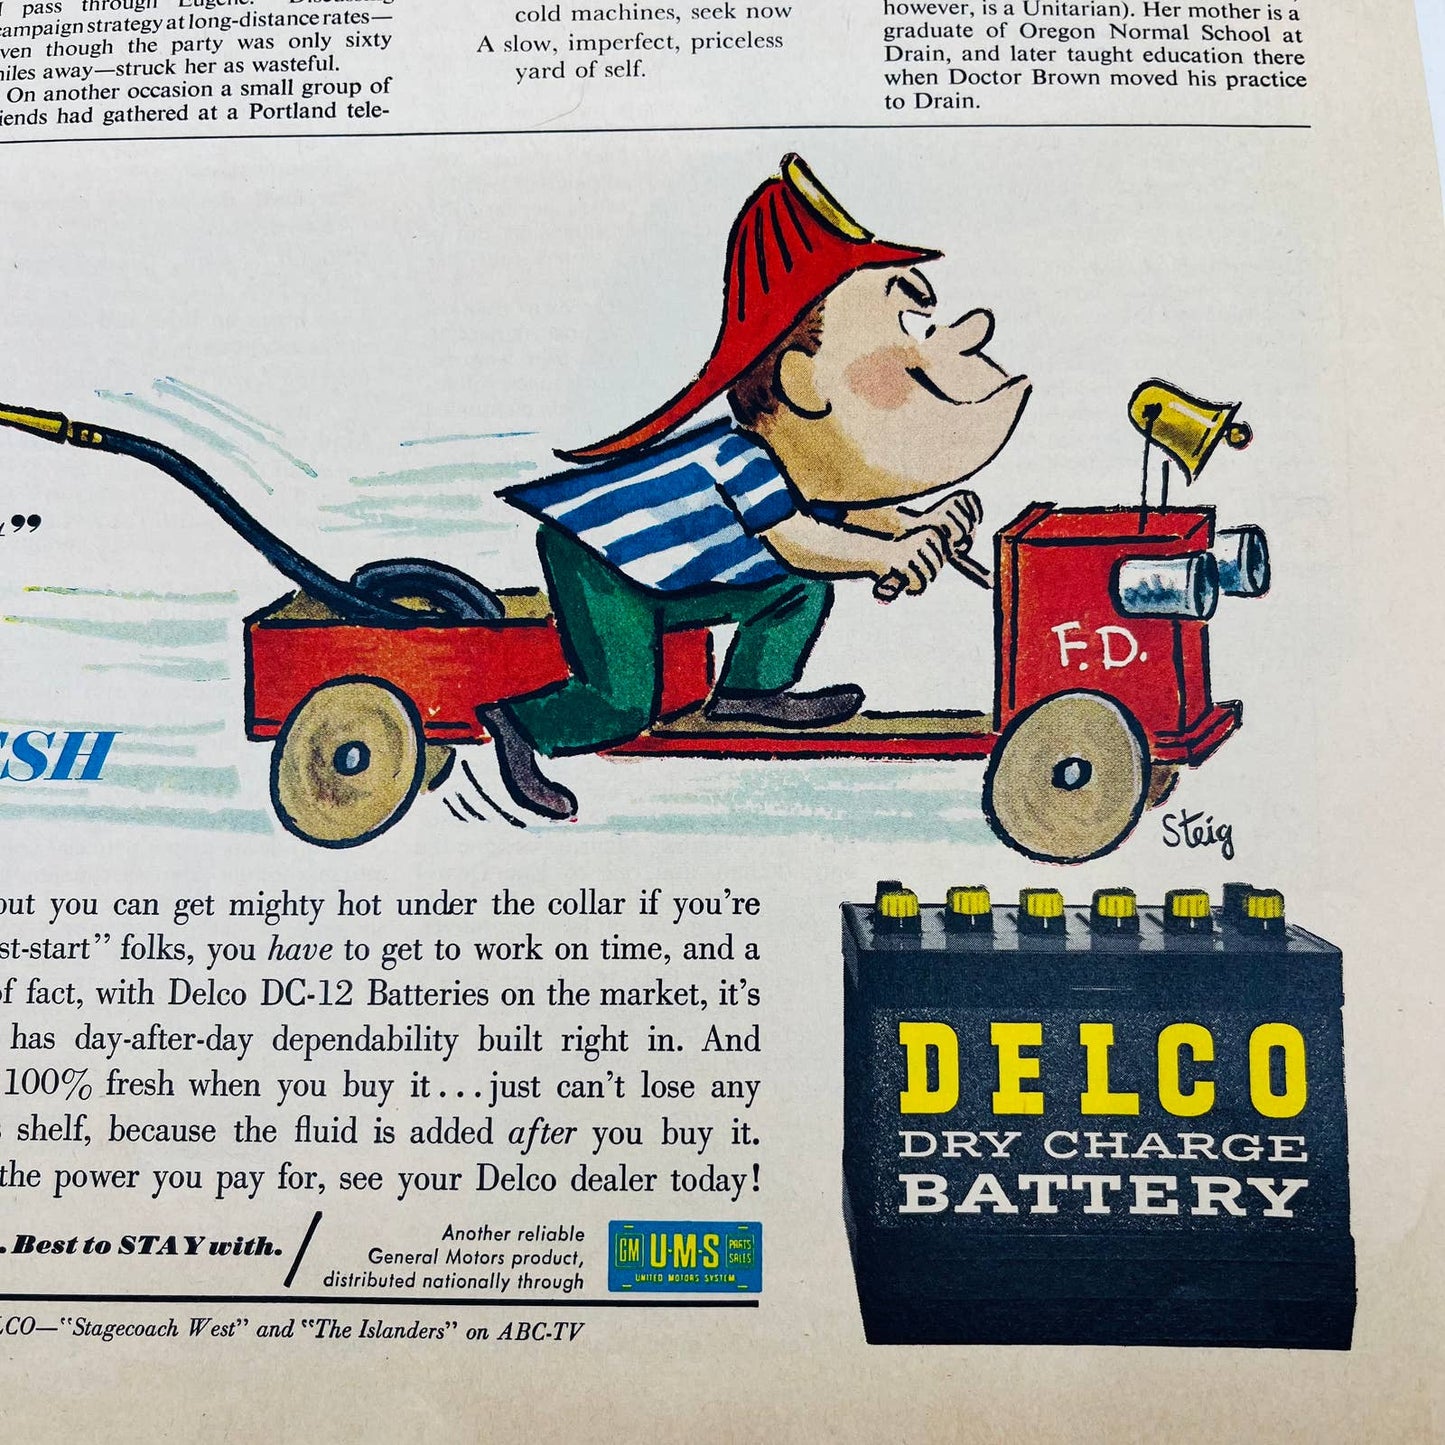 pass through Eugene. Discussing
campaign strategy at long-distance rates—
even though the party was only sixty
miles away—struck her as wasteful.
On another occasion a small group of
friends had gathered at a Portland tele-
cold machines, seek now
A slow, imperfect, priceless
yard of self.
however, is a Unitarian). Her mother is a
graduate of Oregon Normal School at
Drain, and later taught education there
when Doctor Brown moved his practice
to Drain.
”
ESH
F.D.
Steig
but you can get mighty hot under the collar if you’re
st-start” folks, you have to get to work on time, and a
of fact, with Delco DC-12 Batteries on the market, it’s
has day-after-day dependability built right in. And
100% fresh when you buy it...just can’t lose any
shelf, because the fluid is added after you buy it.
the power you pay for, see your Delco dealer today!
. Best to STAY with.
Another reliable
General Motors product,
distributed nationally through
GM U·M·S PARTS SALES
UNITED MOTORS SYSTEM
LCO—“Stagecoach West” and “The Islanders” on ABC-TV
DELCO
DRY CHARGE
BATTERY